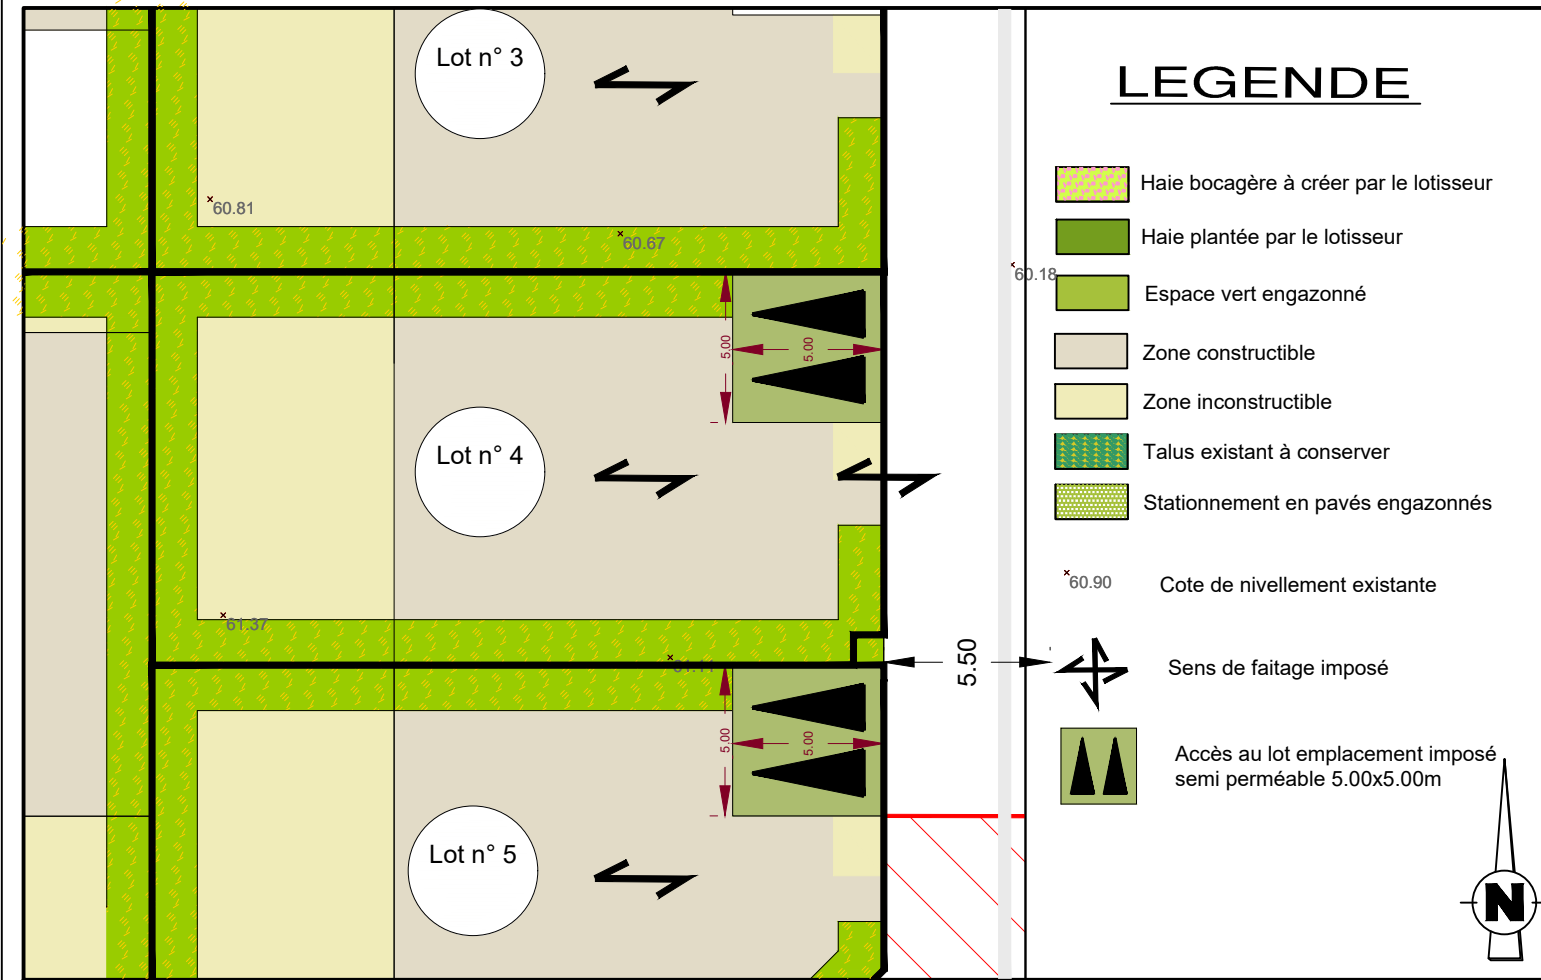 Lot n° 3
60.81
60.67
60.18
5.00
5.00
Lot n° 4
61.37
5.50
5.00
5.00
Lot n° 5
LEGENDE
Haie bocagère à créer par le lotisseur
Haie plantée par le lotisseur
Espace vert engazonné
Zone constructible
Zone inconstructible
Talus existant à conserver
Stationnement en pavés engazonnés
60.90
Cote de nivellement existante
Sens de faitage imposé
Accès au lot emplacement imposé
semi perméable 5.00x5.00m
N